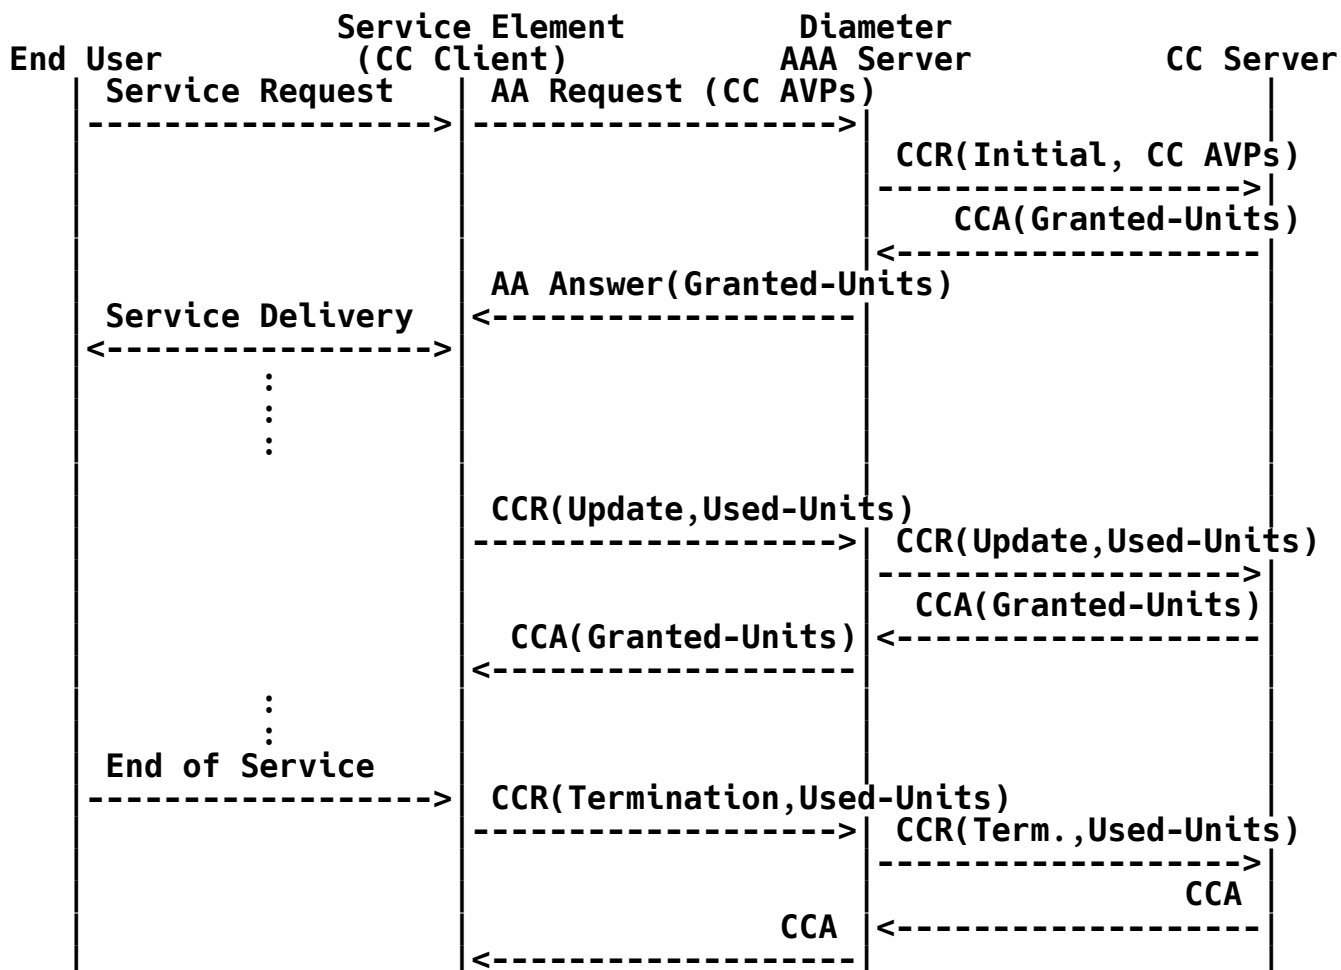 Service Element Diameter
End User (CC Client) AAA Server CC Server
Service Request AA Request (CC AVPs)
CCR(Initial, CC AVPs)
CCA(Granted-Units)
AA Answer(Granted-Units)
Service Delivery
:
:
:
CCR(Update,Used-Units)
CCR(Update,Used-Units)
CCA(Granted-Units)
CCA(Granted-Units)
:
:
End of Service
CCR(Termination,Used-Units)
CCR(Term.,Used-Units)
CCA
CCA